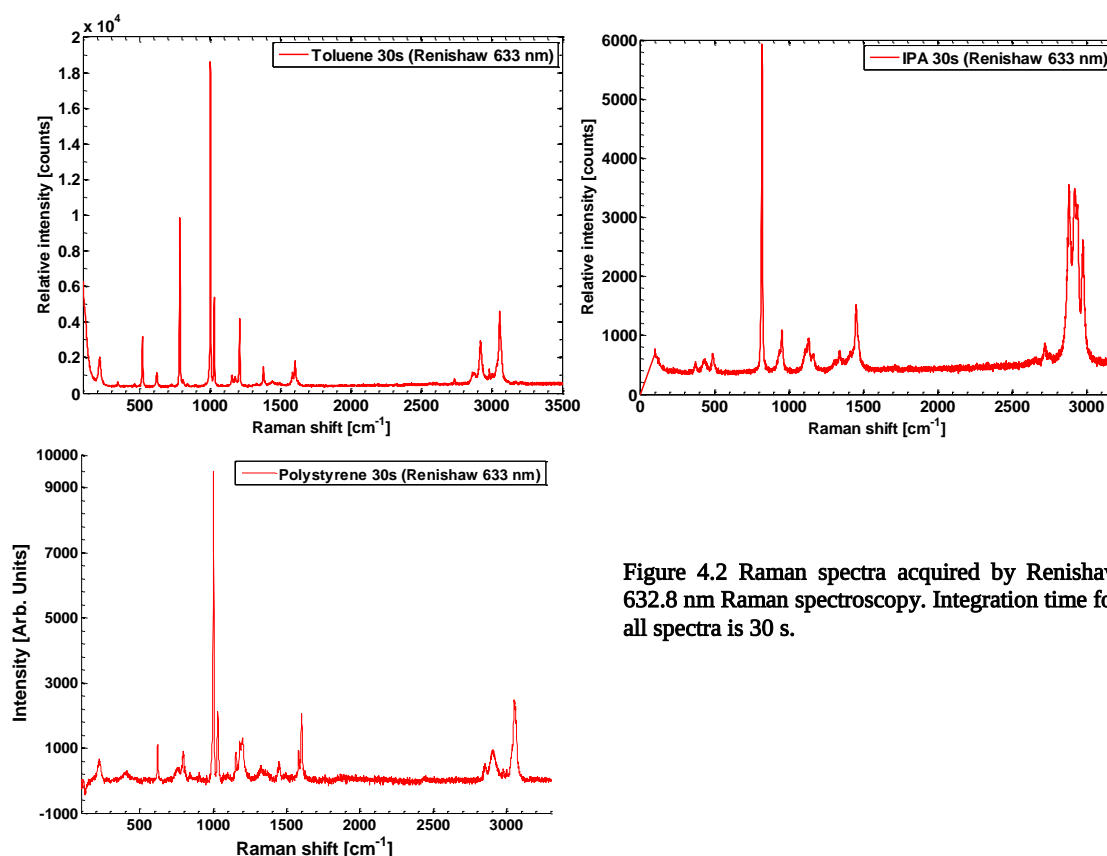 x 10^4
2
1.8
1.6
1.4
1.2
1
0.8
0.6
0.4
0.2
0
Relative intensity [counts]
Toluene 30s (Renishaw 633 nm)
500 1000 1500 2000 2500 3000 3500
Raman shift [cm^-1]
6000
5000
4000
3000
2000
1000
0
Relative intensity [counts]
IPA 30s (Renishaw 633 nm)
0 500 1000 1500 2000 2500 3000
Raman shift [cm^-1]
10000
9000
7000
5000
3000
1000
-1000
Intensity [Arb. Units]
Polystyrene 30s (Renishaw 633 nm)
500 1000 1500 2000 2500 3000
Raman shift [cm^-1]
Figure 4.2 Raman spectra acquired by Renishaw
632.8 nm Raman spectroscopy. Integration time fo
all spectra is 30 s.